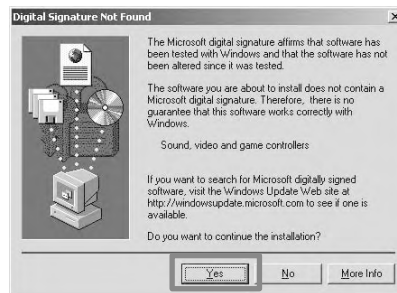 Digital Signature Not Found
The Microsoft digital signature affirms that software has
been tested with Windows and that the software has not
been altered since it was tested.
The software you are about to install does not contain a
Microsoft digital signature. Therefore, there is no
guarantee that this software works correctly with
Windows.
Sound, video and game controllers
If you want to search for Microsoft digitally signed
software, visit the Windows Update Web site at
http://windowsupdate.microsoft.com to see if one is
available.
Do you want to continue the installation?
Yes No More Info